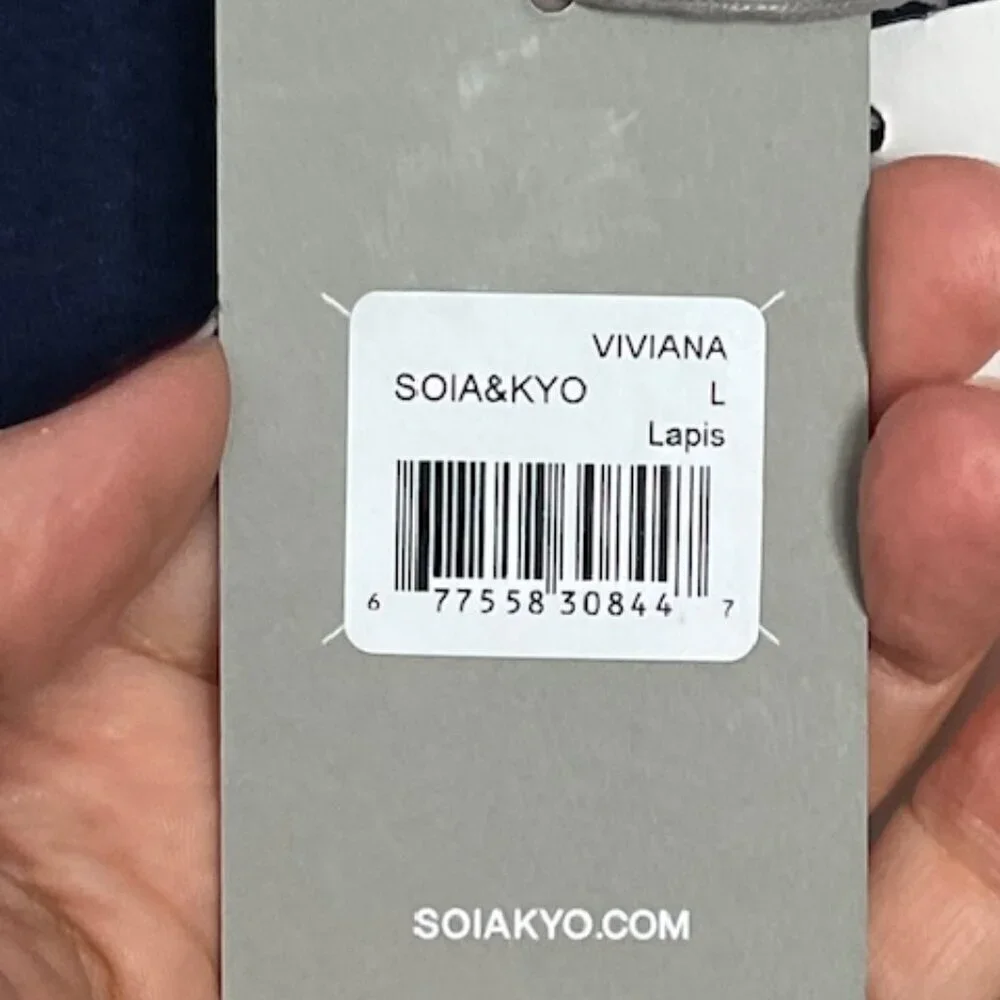 VIVIANA
SOIA&KYO L
Lapis
6 77558 30844 7
SOIAKYO.COM